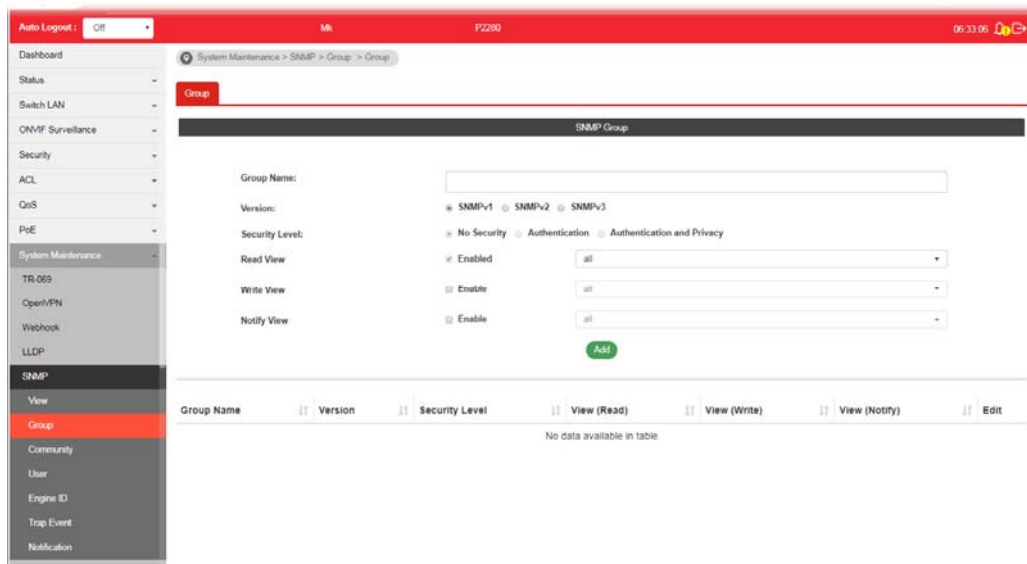 Auto Logout : Off Mk P2280 06:33:06
Dashboard
Status
Switch LAN
ONVIF Surveillance
Security
ACL
QoS
PoE
System Maintenance
TR-069
OpenVPN
Webhook
LLDP
SNMP
View
Group
Community
User
Engine ID
Trap Event
Notification
System Maintenance > SNMP > Group > Group
Group
SNMP Group
Group Name:
Version: SNMPv1 SNMPv2 SNMPv3
Security Level: No Security Authentication Authentication and Privacy
Read View Enabled all
Write View Enable all
Notify View Enable all
Add
Group Name Version Security Level View (Read) View (Write) View (Notify) Edit
No data available in table